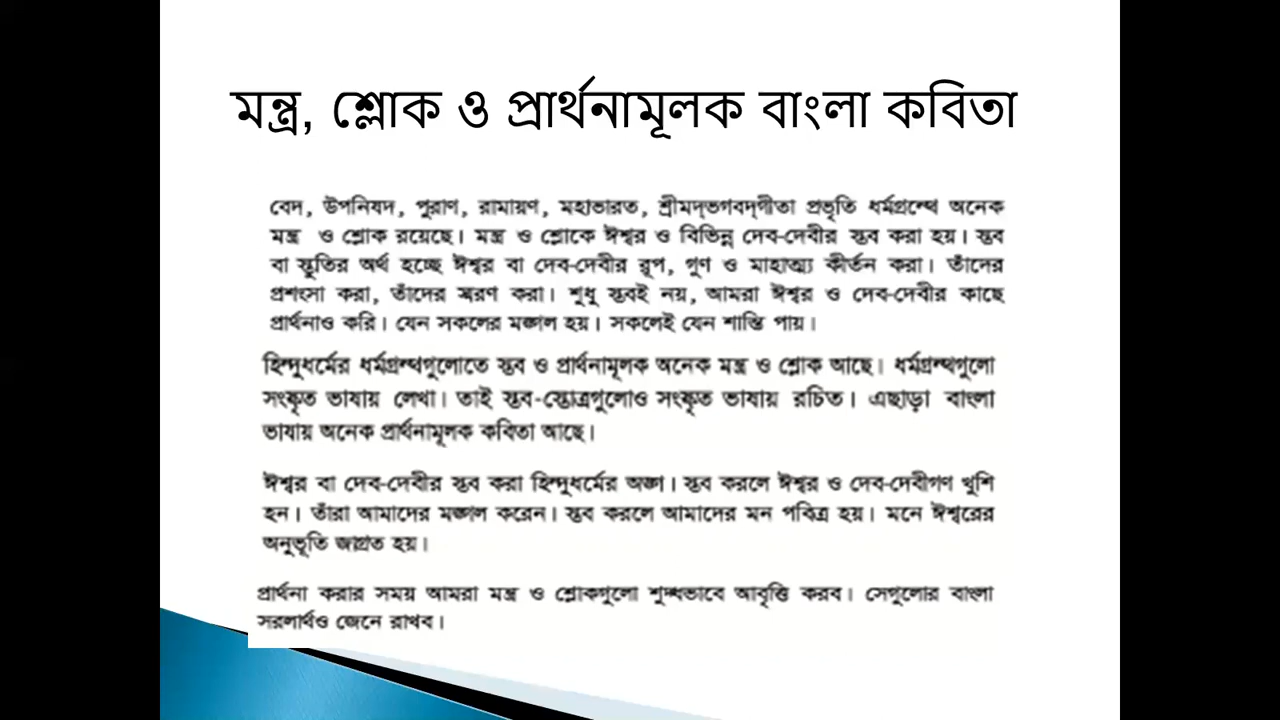 মন্ত্র, শ্লোক ও প্রার্থনামূলক বাংলা কবিতা
বেদ, উপনিষদ, পুরাণ, রামায়ণ, মহাভারত, শ্রীমদ্‌ভগবদ্‌গীতা প্রভৃতি ধর্মগ্রন্থে অনেক
মন্ত্র ও শ্লোক রয়েছে। মন্ত্র ও শ্লোকে ঈশ্বর ও বিভিন্ন দেব-দেবীর স্তব করা হয়। স্তব
বা স্তুতির অর্থ হচ্ছে ঈশ্বর বা দেব-দেবীর রূপ, গুণ ও মাহাত্ম্য কীর্তন করা। তাঁদের
প্রশংসা করা, তাঁদের স্মরণ করা। শুধু স্তবই নয়, আমরা ঈশ্বর ও দেব-দেবীর কাছে
প্রার্থনাও করি। যেন সকলের মঙ্গল হয়। সকলেই যেন শান্তি পায়।
হিন্দুধর্মের ধর্মগ্রন্থগুলোতে স্তব ও প্রার্থনামূলক অনেক মন্ত্র ও শ্লোক আছে। ধর্মগ্রন্থগুলো
সংস্কৃত ভাষায় লেখা। তাই স্তব-স্তোত্রগুলোও সংস্কৃত ভাষায় রচিত। এছাড়া বাংলা
ভাষায় অনেক প্রার্থনামূলক কবিতা আছে।
ঈশ্বর বা দেব-দেবীর স্তব করা হিন্দুধর্মের অঙ্গ। স্তব করলে ঈশ্বর ও দেব-দেবীগণ খুশি
হন। তাঁরা আমাদের মঙ্গল করেন। স্তব করলে আমাদের মন পবিত্র হয়। মনে ঈশ্বরের
অনুভূতি জাগ্রত হয়।
প্রার্থনা করার সময় আমরা মন্ত্র ও শ্লোকগুলো শুদ্ধভাবে আবৃত্তি করব। সেগুলোর বাংলা
সরলার্থও জেনে রাখব।